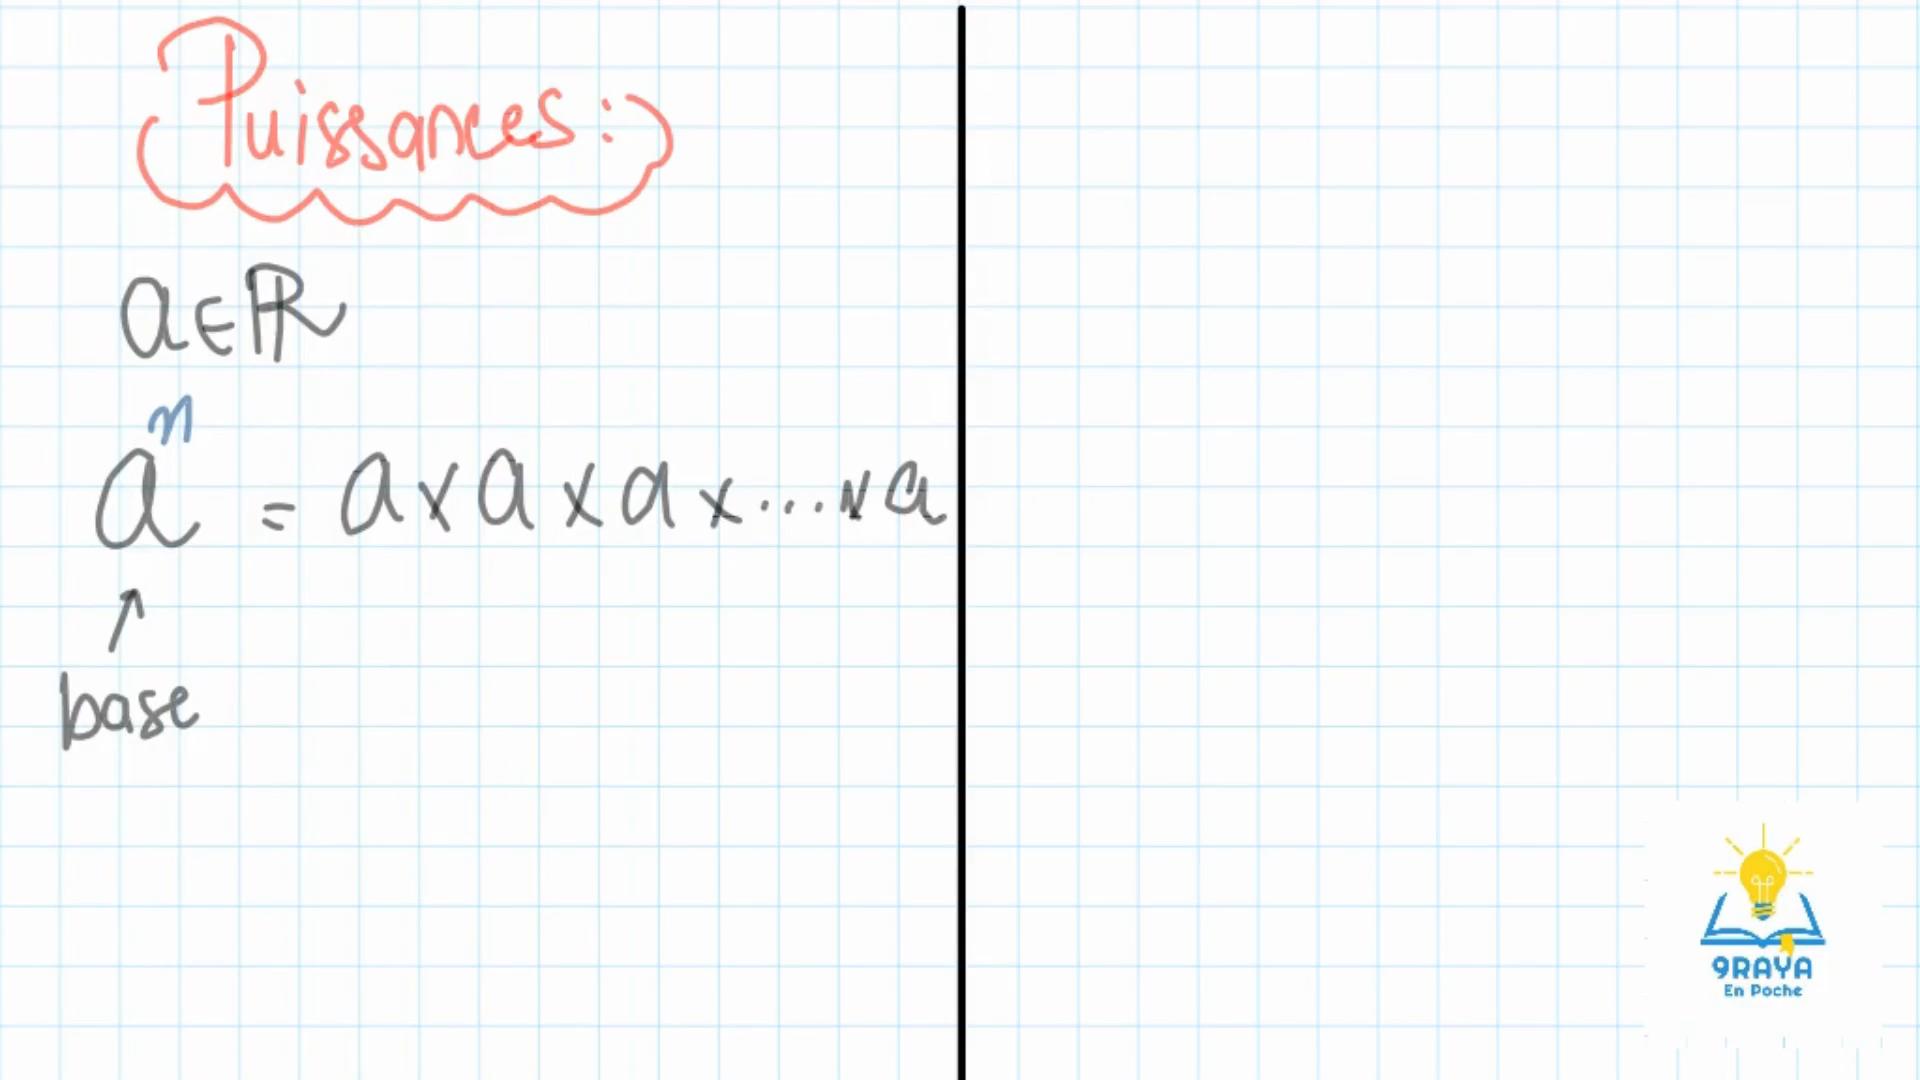 Puissances:
a∈ℝ
aⁿ = a×a×a×...×a
base
9RAYA
En Poche